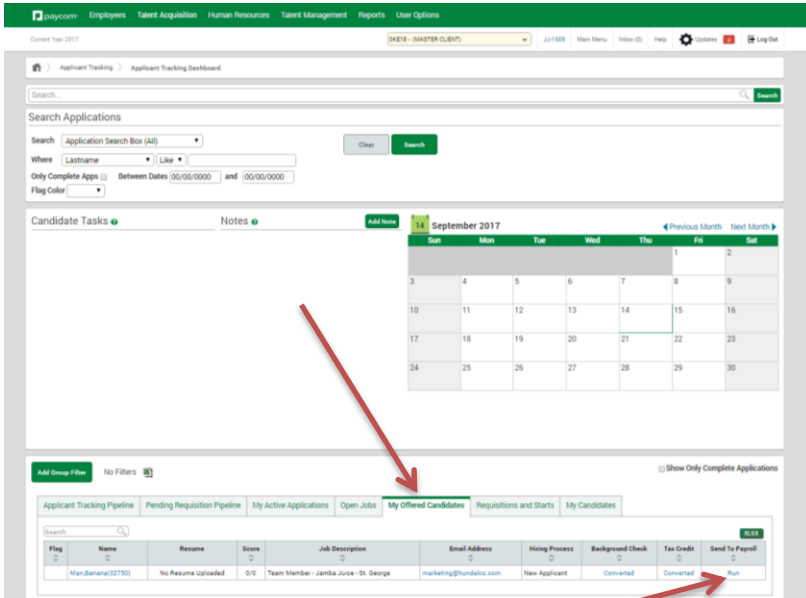 paycom Employees Talent Acquisition Human Resources Talent Management Reports User Options
Current Year 2017 (MASTER CLIENT) Main Menu Inbox (0) Help Updates 2 Log Out
Applicant Tracking Applicant Tracking Dashboard
Search... Search
Search Applications
Search Application Search Box (All) Clear Search
Where Lastname Like
Only Complete Apps Between Dates 00/00/0000 and 00/00/0000
Flag Color
Candidate Tasks Notes Add Note 14 September 2017 Previous Month Next Month
Sun Mon Tue Wed Thu Fri Sat
1 2
3 4 5 6 7 8 9
10 11 12 13 14 15 16
17 18 19 20 21 22 23
24 25 26 27 28 29 30
Add Group Filter No Filters Show Only Complete Applications
Applicant Tracking Pipeline Pending Requisition Pipeline My Active Applications Open Jobs My Offered Candidates Requisitions and Starts My Candidates
Search XLSX
Flag Name Resume Score Job Description Email Address Hiring Process Background Check Tax Credit Send To Payroll
Man,Banana(32750) No Resume Uploaded 0/0 Team Member - Jamba Juice - St. George marketing@hundalco.com New Applicant Converted Converted Run